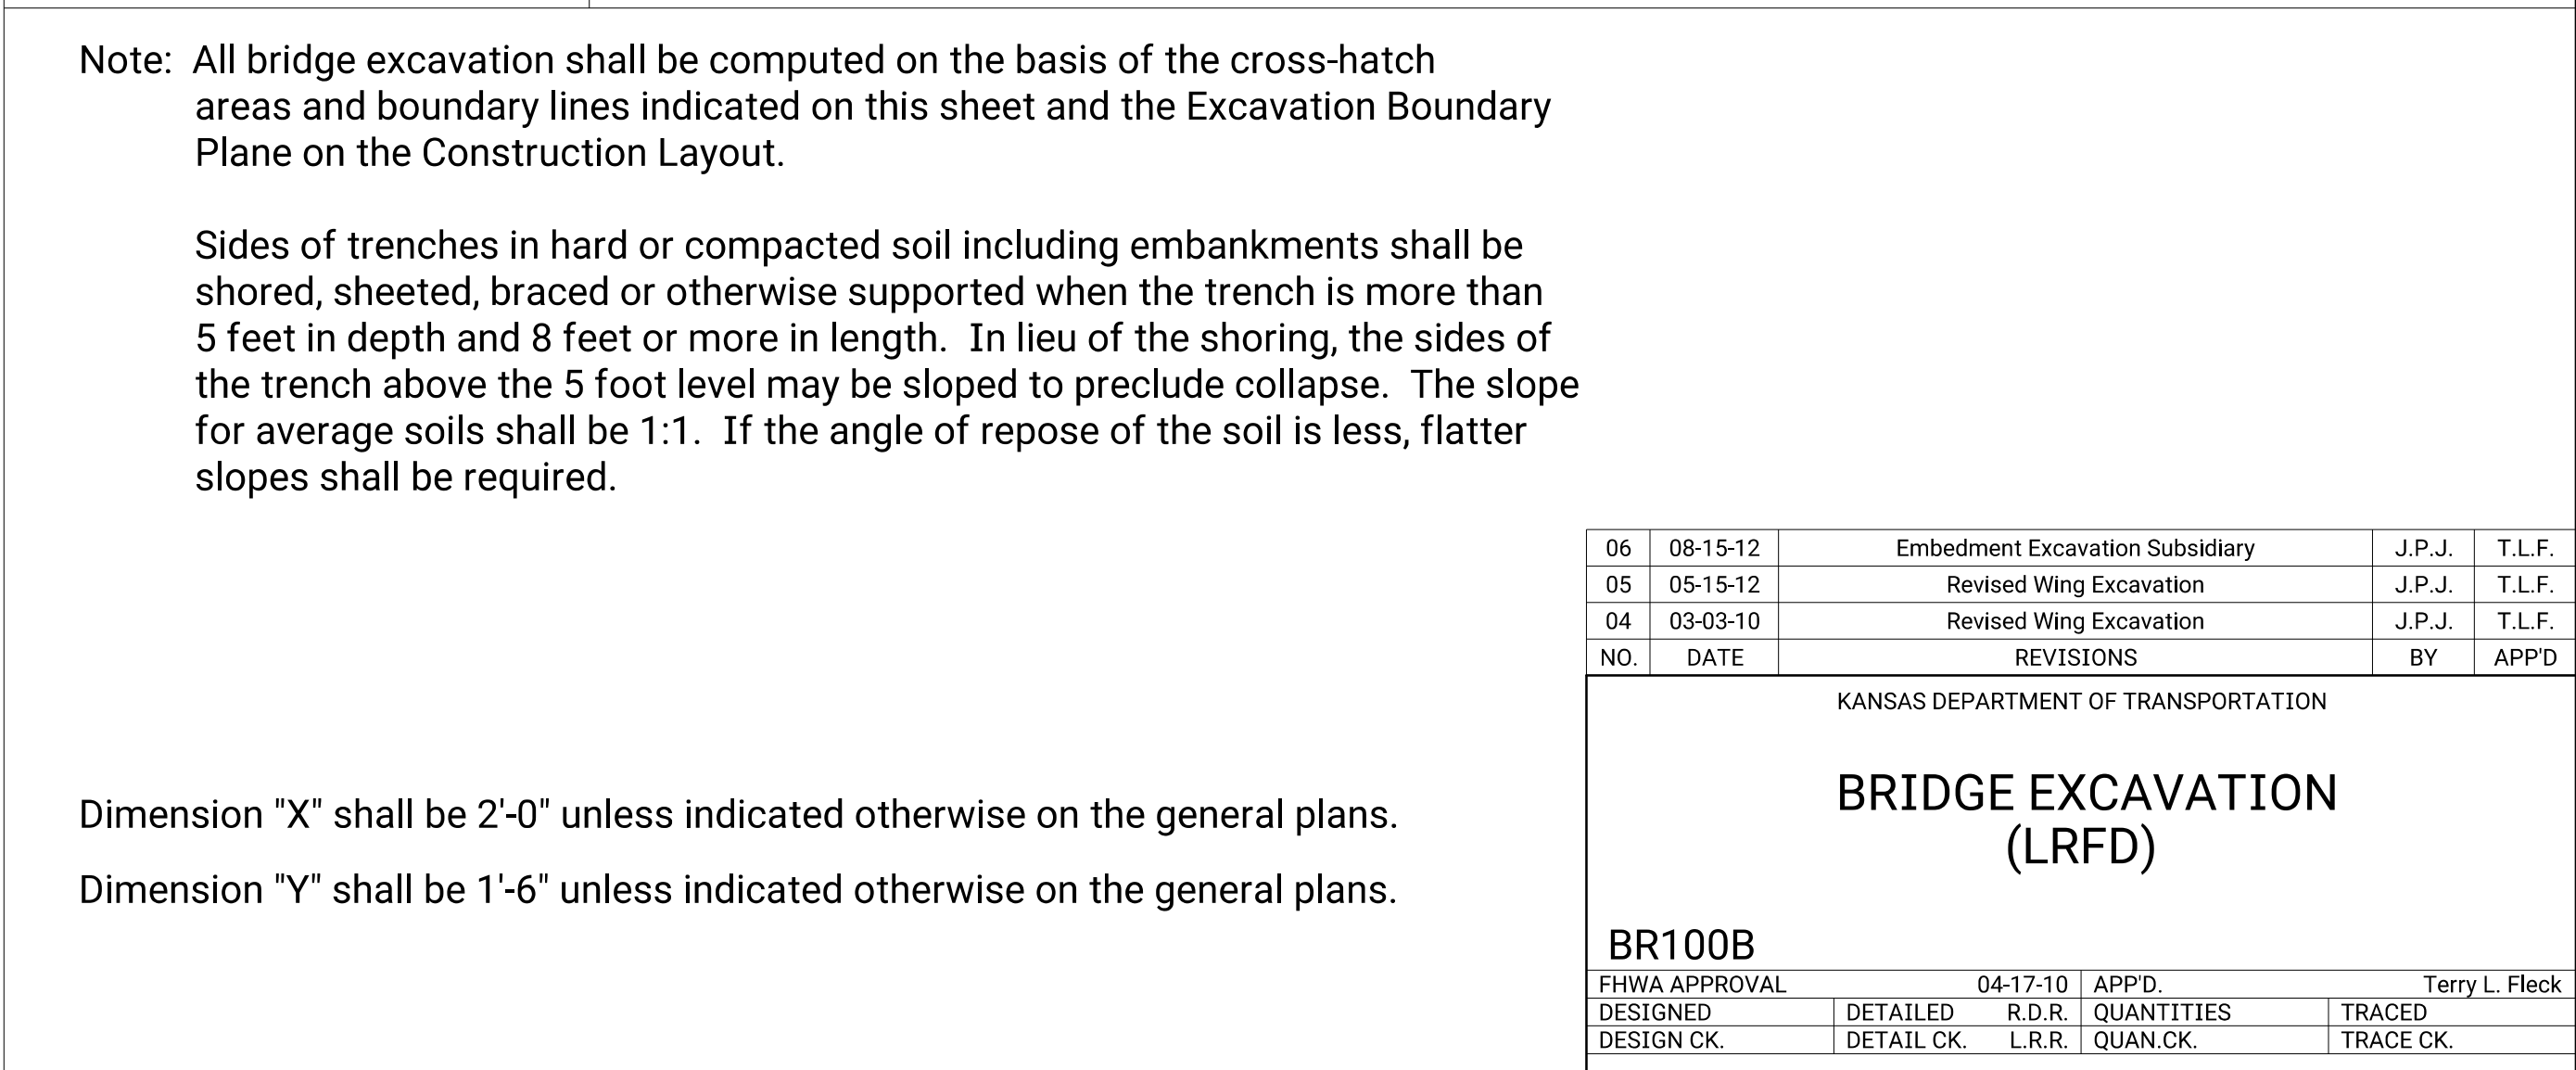 Note: All bridge excavation shall be computed on the basis of the cross-hatch
areas and boundary lines indicated on this sheet and the Excavation Boundary
Plane on the Construction Layout.
Sides of trenches in hard or compacted soil including embankments shall be
shored, sheeted, braced or otherwise supported when the trench is more than
5 feet in depth and 8 feet or more in length. In lieu of the shoring, the sides of
the trench above the 5 foot level may be sloped to preclude collapse. The slope
for average soils shall be 1:1. If the angle of repose of the soil is less, flatter
slopes shall be required.
Dimension "X" shall be 2'-0" unless indicated otherwise on the general plans.
Dimension "Y" shall be 1'-6" unless indicated otherwise on the general plans.
06 08-15-12 Embedment Excavation Subsidiary J.P.J. T.L.F.
05 05-15-12 Revised Wing Excavation J.P.J. T.L.F.
04 03-03-10 Revised Wing Excavation J.P.J. T.L.F.
NO. DATE REVISIONS BY APP'D
KANSAS DEPARTMENT OF TRANSPORTATION
BRIDGE EXCAVATION
(LRFD)
BR100B
FHWA APPROVAL 04-17-10 APP'D. Terry L. Fleck
DESIGNED DETAILED R.D.R. QUANTITIES TRACED
DESIGN CK. DETAIL CK. L.R.R. QUAN.CK. TRACE CK.